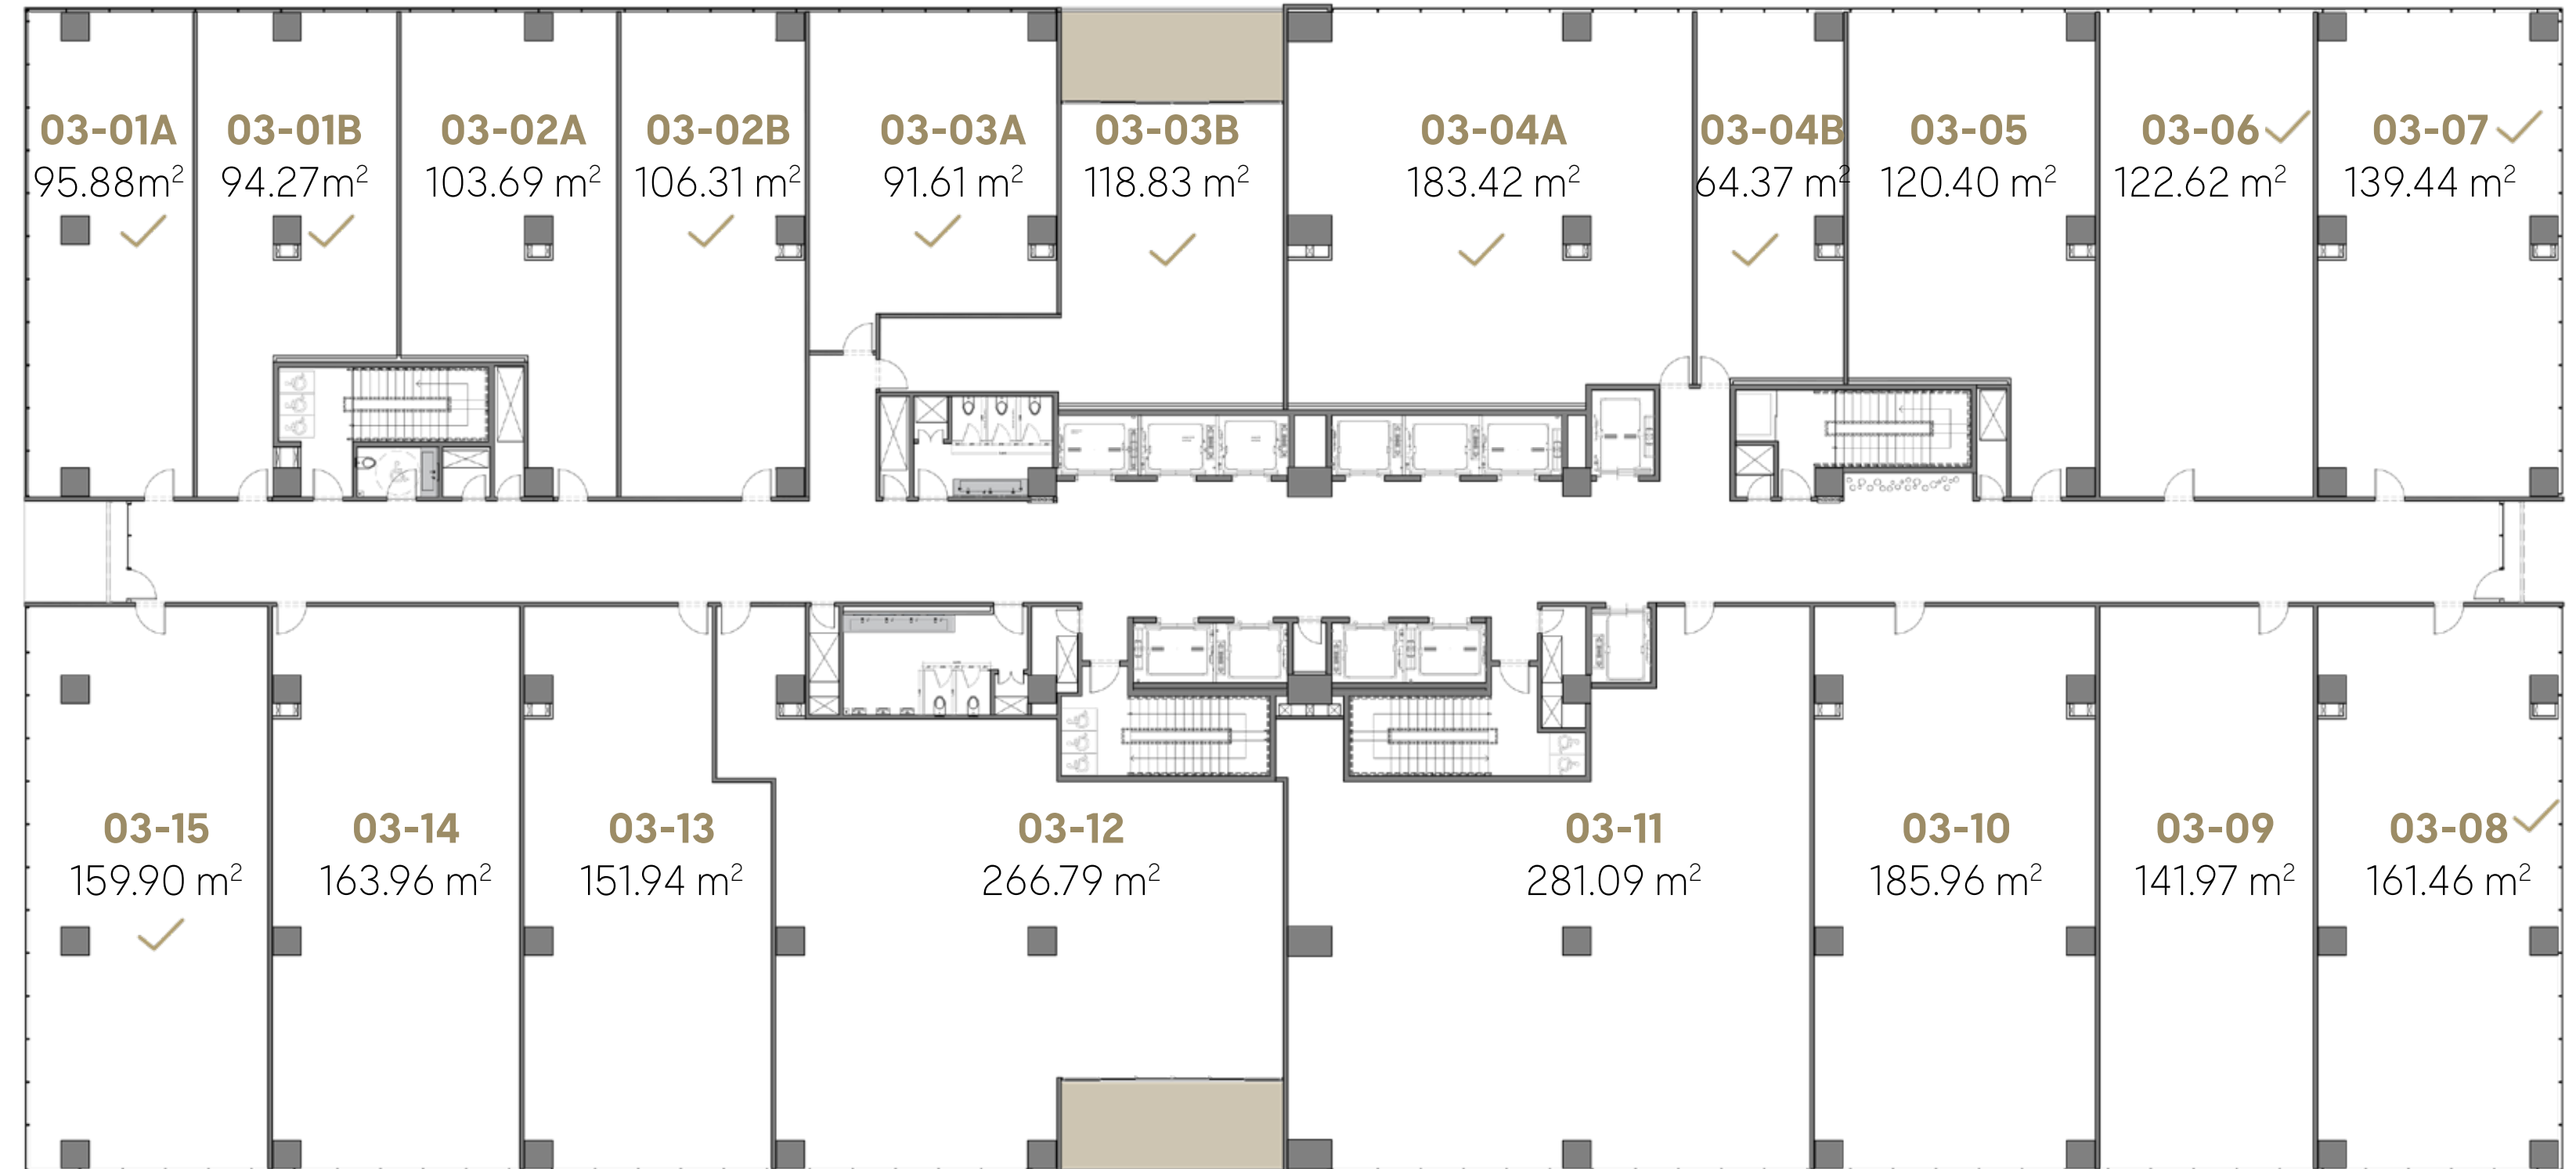 03-01A
95.88m²
03-01B
94.27m²
03-02A
103.69 m²
03-02B
106.31 m²
03-03A
91.61 m²
03-03B
118.83 m²
03-04A
183.42 m²
03-04B
64.37 m²
03-05
120.40 m²
03-06
122.62 m²
03-07
139.44 m²
03-15
159.90 m²
03-14
163.96 m²
03-13
151.94 m²
03-12
266.79 m²
03-11
281.09 m²
03-10
185.96 m²
03-09
141.97 m²
03-08
161.46 m²